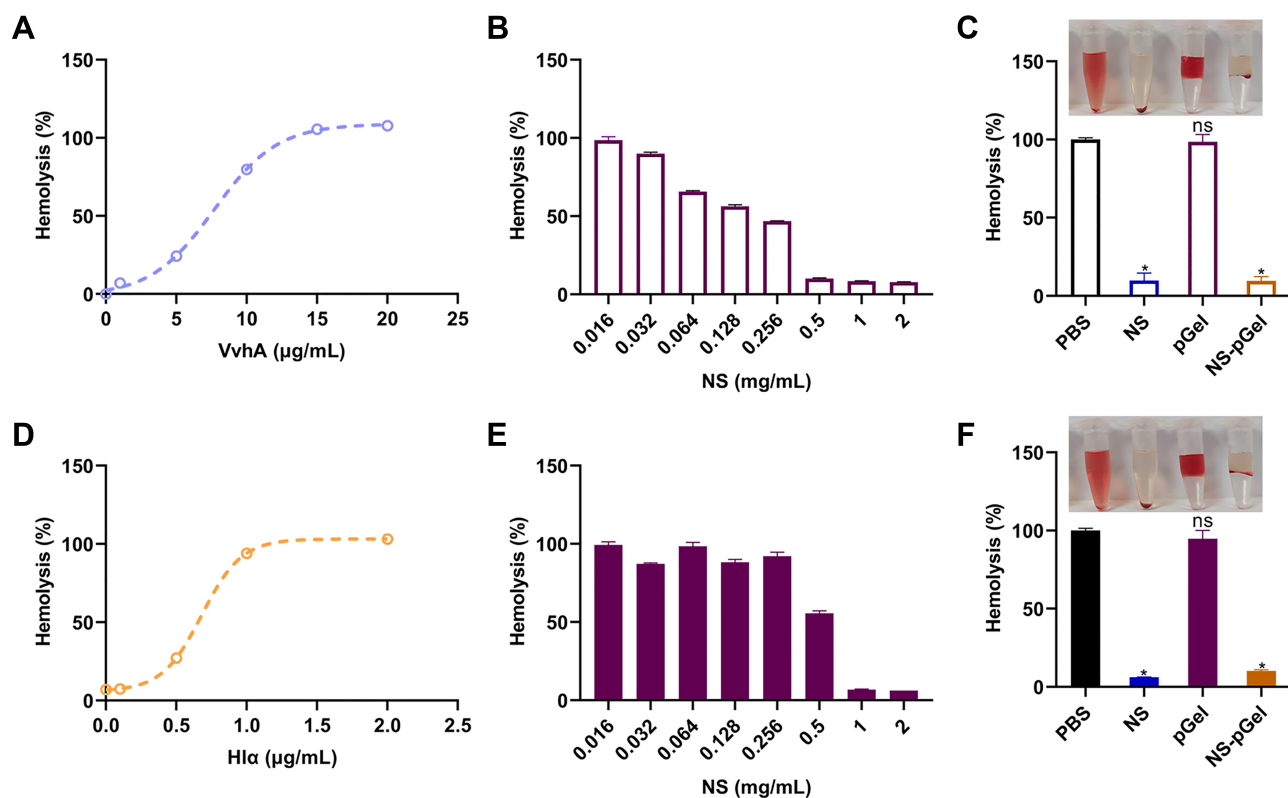 A
Hemolysis (%)
150
100
50
0
0 5 10 15 20 25
VvhA (μg/mL)
B
Hemolysis (%)
150
100
50
0
0.016 0.032 0.064 0.128 0.256 0.5 1 2
NS (mg/mL)
C
Hemolysis (%)
150
100
50
0
ns
*
*
PBS NS pGel NS-pGel
D
Hemolysis (%)
150
100
50
0
0.0 0.5 1.0 1.5 2.0 2.5
Hlα (μg/mL)
E
Hemolysis (%)
150
100
50
0
0.016 0.032 0.064 0.128 0.256 0.5 1 2
NS (mg/mL)
F
Hemolysis (%)
150
100
50
0
ns
*
*
PBS NS pGel NS-pGel